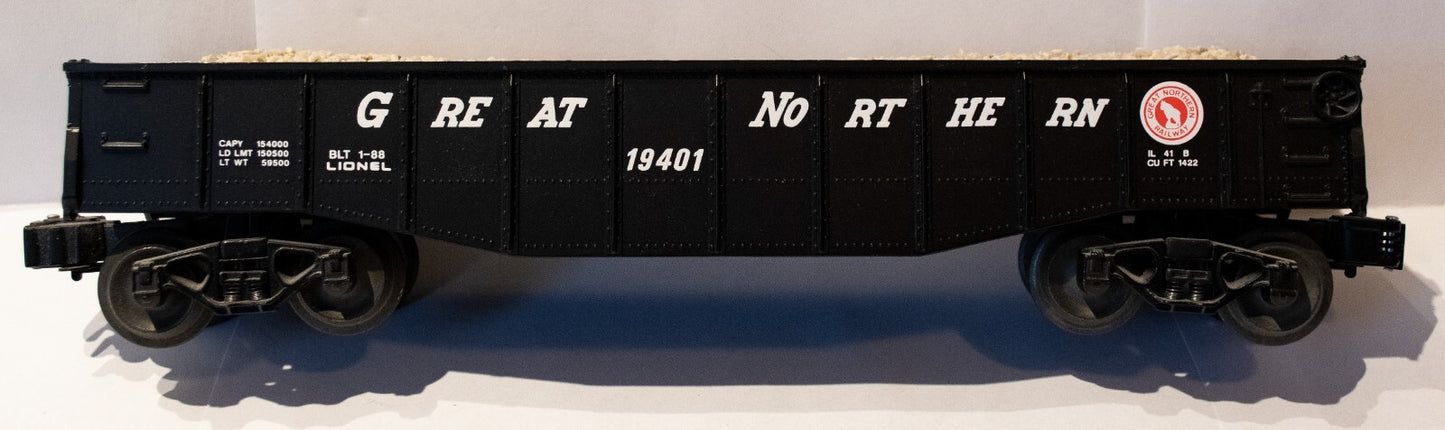 GREAT NORTHERN
19401
CAPY 154000
LD LMT 150500
LT WT 59500
BLT 1-88
LIONEL
GREAT NORTHERN
RAILWAY
IL 41 B
CU FT 1422